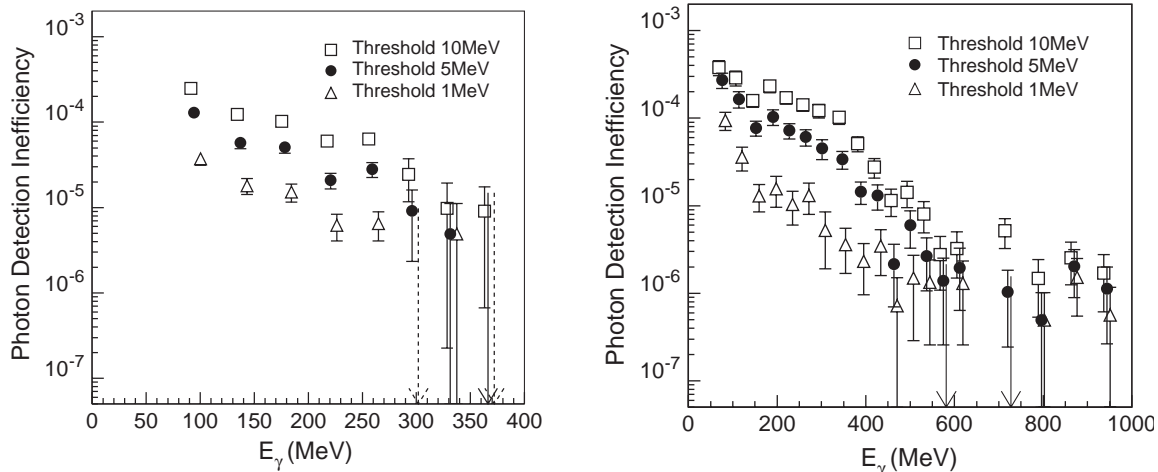 Photon Detection Inefficiency
10-3
10-4
10-5
10-6
10-7
Threshold 10MeV
Threshold 5MeV
Threshold 1MeV
0 50 100 150 200 250 300 350 400
Eγ (MeV)
Photon Detection Inefficiency
10-3
10-4
10-5
10-6
10-7
Threshold 10MeV
Threshold 5MeV
Threshold 1MeV
0 200 400 600 800 1000
Eγ (MeV)